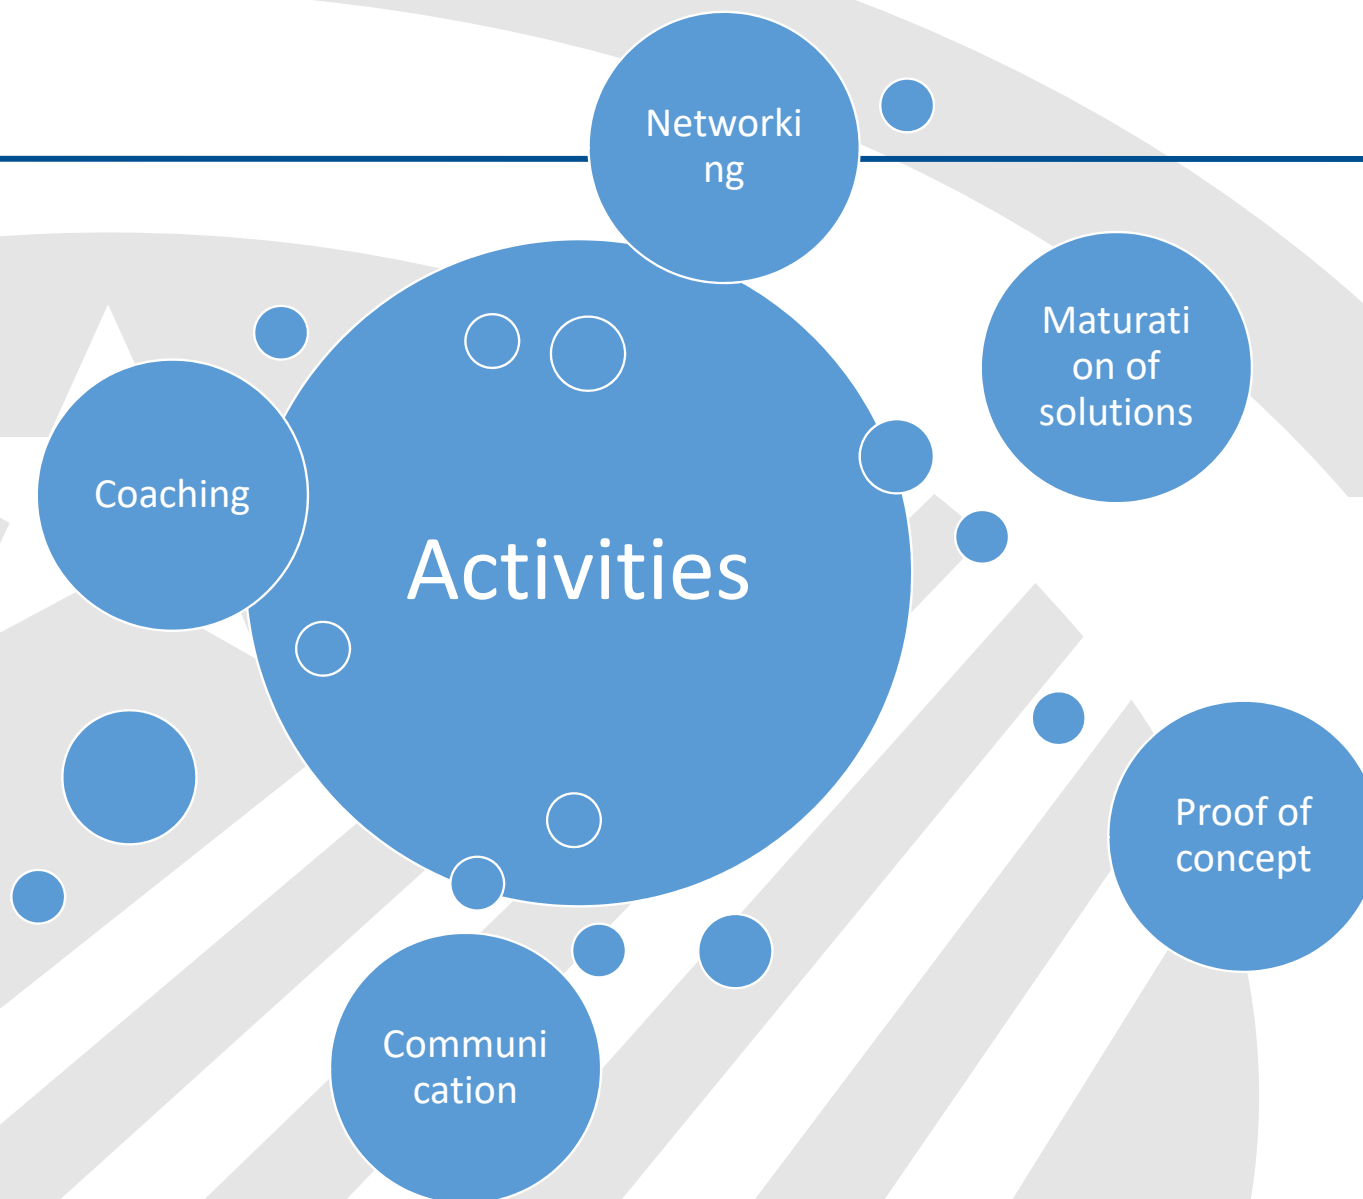 Networki
ng
Maturati
on of
solutions
Coaching
Activities
Proof of
concept
Communi
cation